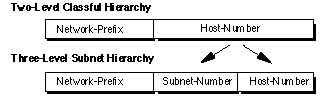 Two-Level Classful Hierarchy
Network-Prefix Host-Number
Three-Level Subnet Hierarchy
Network-Prefix Subnet-Number Host-Number